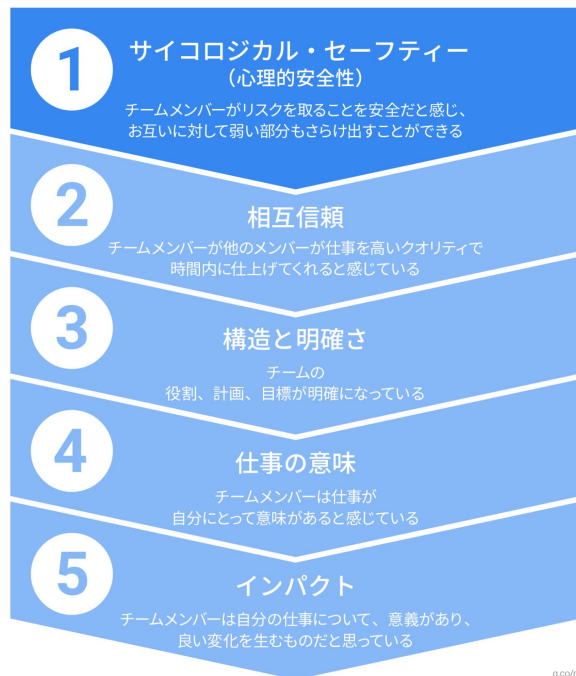 1
サイコロジカル・セーフティー
（心理的安全性）
チームメンバーがリスクを取ることを安全だと感じ、
お互いに対して弱い部分もさらけ出すことができる
2
相互信頼
チームメンバーが他のメンバーが仕事を高いクオリティで
時間内に仕上げてくれると感じている
3
構造と明確さ
チームの
役割、計画、目標が明確になっている
4
仕事の意味
チームメンバーは仕事が
自分にとって意味があると感じている
5
インパクト
チームメンバーは自分の仕事について、意義があり、
良い変化を生むものだと思っている